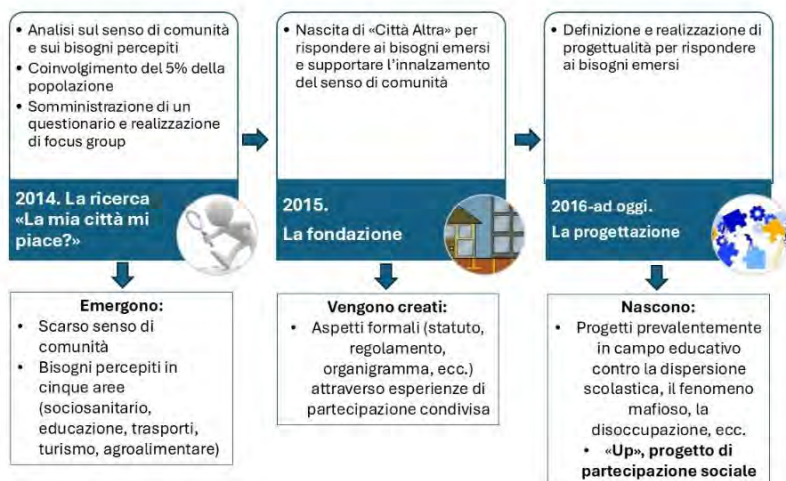 • Analisi sul senso di comunità
e sui bisogni percepiti
• Coinvolgimento del 5% della
popolazione
• Somministrazione di un
questionario e realizzazione
di focus group
2014. La ricerca
«La mia città mi
piace?»
Emergono:
• Scarso senso di
comunità
• Bisogni percepiti in
cinque aree
(sociosanitario,
educazione, trasporti,
turismo, agroalimentare)
• Nascita di «Città Altra» per
rispondere ai bisogni emersi
e supportare l’innalzamento
del senso di comunità
2015.
La fondazione
Vengono creati:
• Aspetti formali (statuto,
regolamento,
organigramma, ecc.)
attraverso esperienze di
partecipazione condivisa
• Definizione e realizzazione di
progettualità per rispondere
ai bisogni emersi
2016-ad oggi.
La progettazione
Nascono:
• Progetti prevalentemente
in campo educativo
contro la dispersione
scolastica, il fenomeno
mafioso, la
disoccupazione, ecc.
• «Up», progetto di
partecipazione sociale